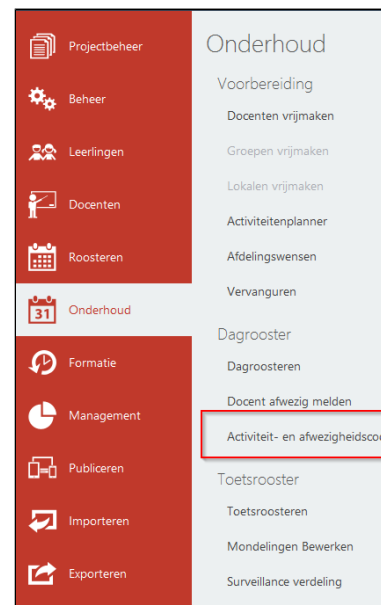 Projectbeheer
Beheer
Leerlingen
Docenten
Roosteren
31 Onderhoud
Formatie
Management
Publiceren
Importeren
Exporteren
Onderhoud
Voorbereiding
Docenten vrijmaken
Groepen vrijmaken
Lokalen vrijmaken
Activiteitenplanner
Afdelingswensen
Vervanguren
Dagrooster
Dagroosteren
Docent afwezig melden
Activiteit- en
Toetsrooster
Toetsroosteren
Mondelingen Bewerken
Surveillance verdeling